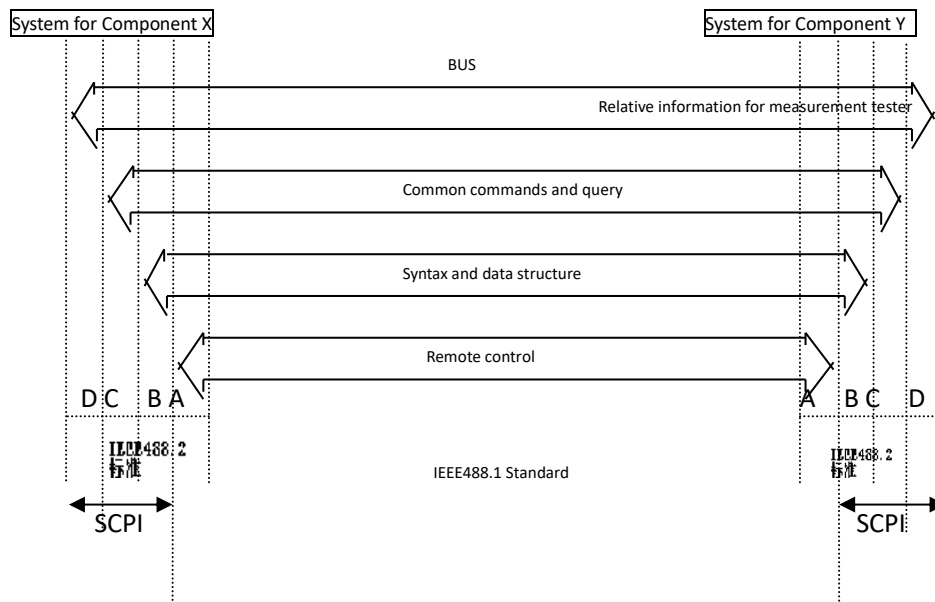 System for Component X
System for Component Y
BUS
Relative information for measurement tester
Common commands and query
Syntax and data structure
Remote control
D C B A
A B C D
IEEE488.2
标准
IEEE488.1 Standard
IEEE488.2
标准
SCPI
SCPI